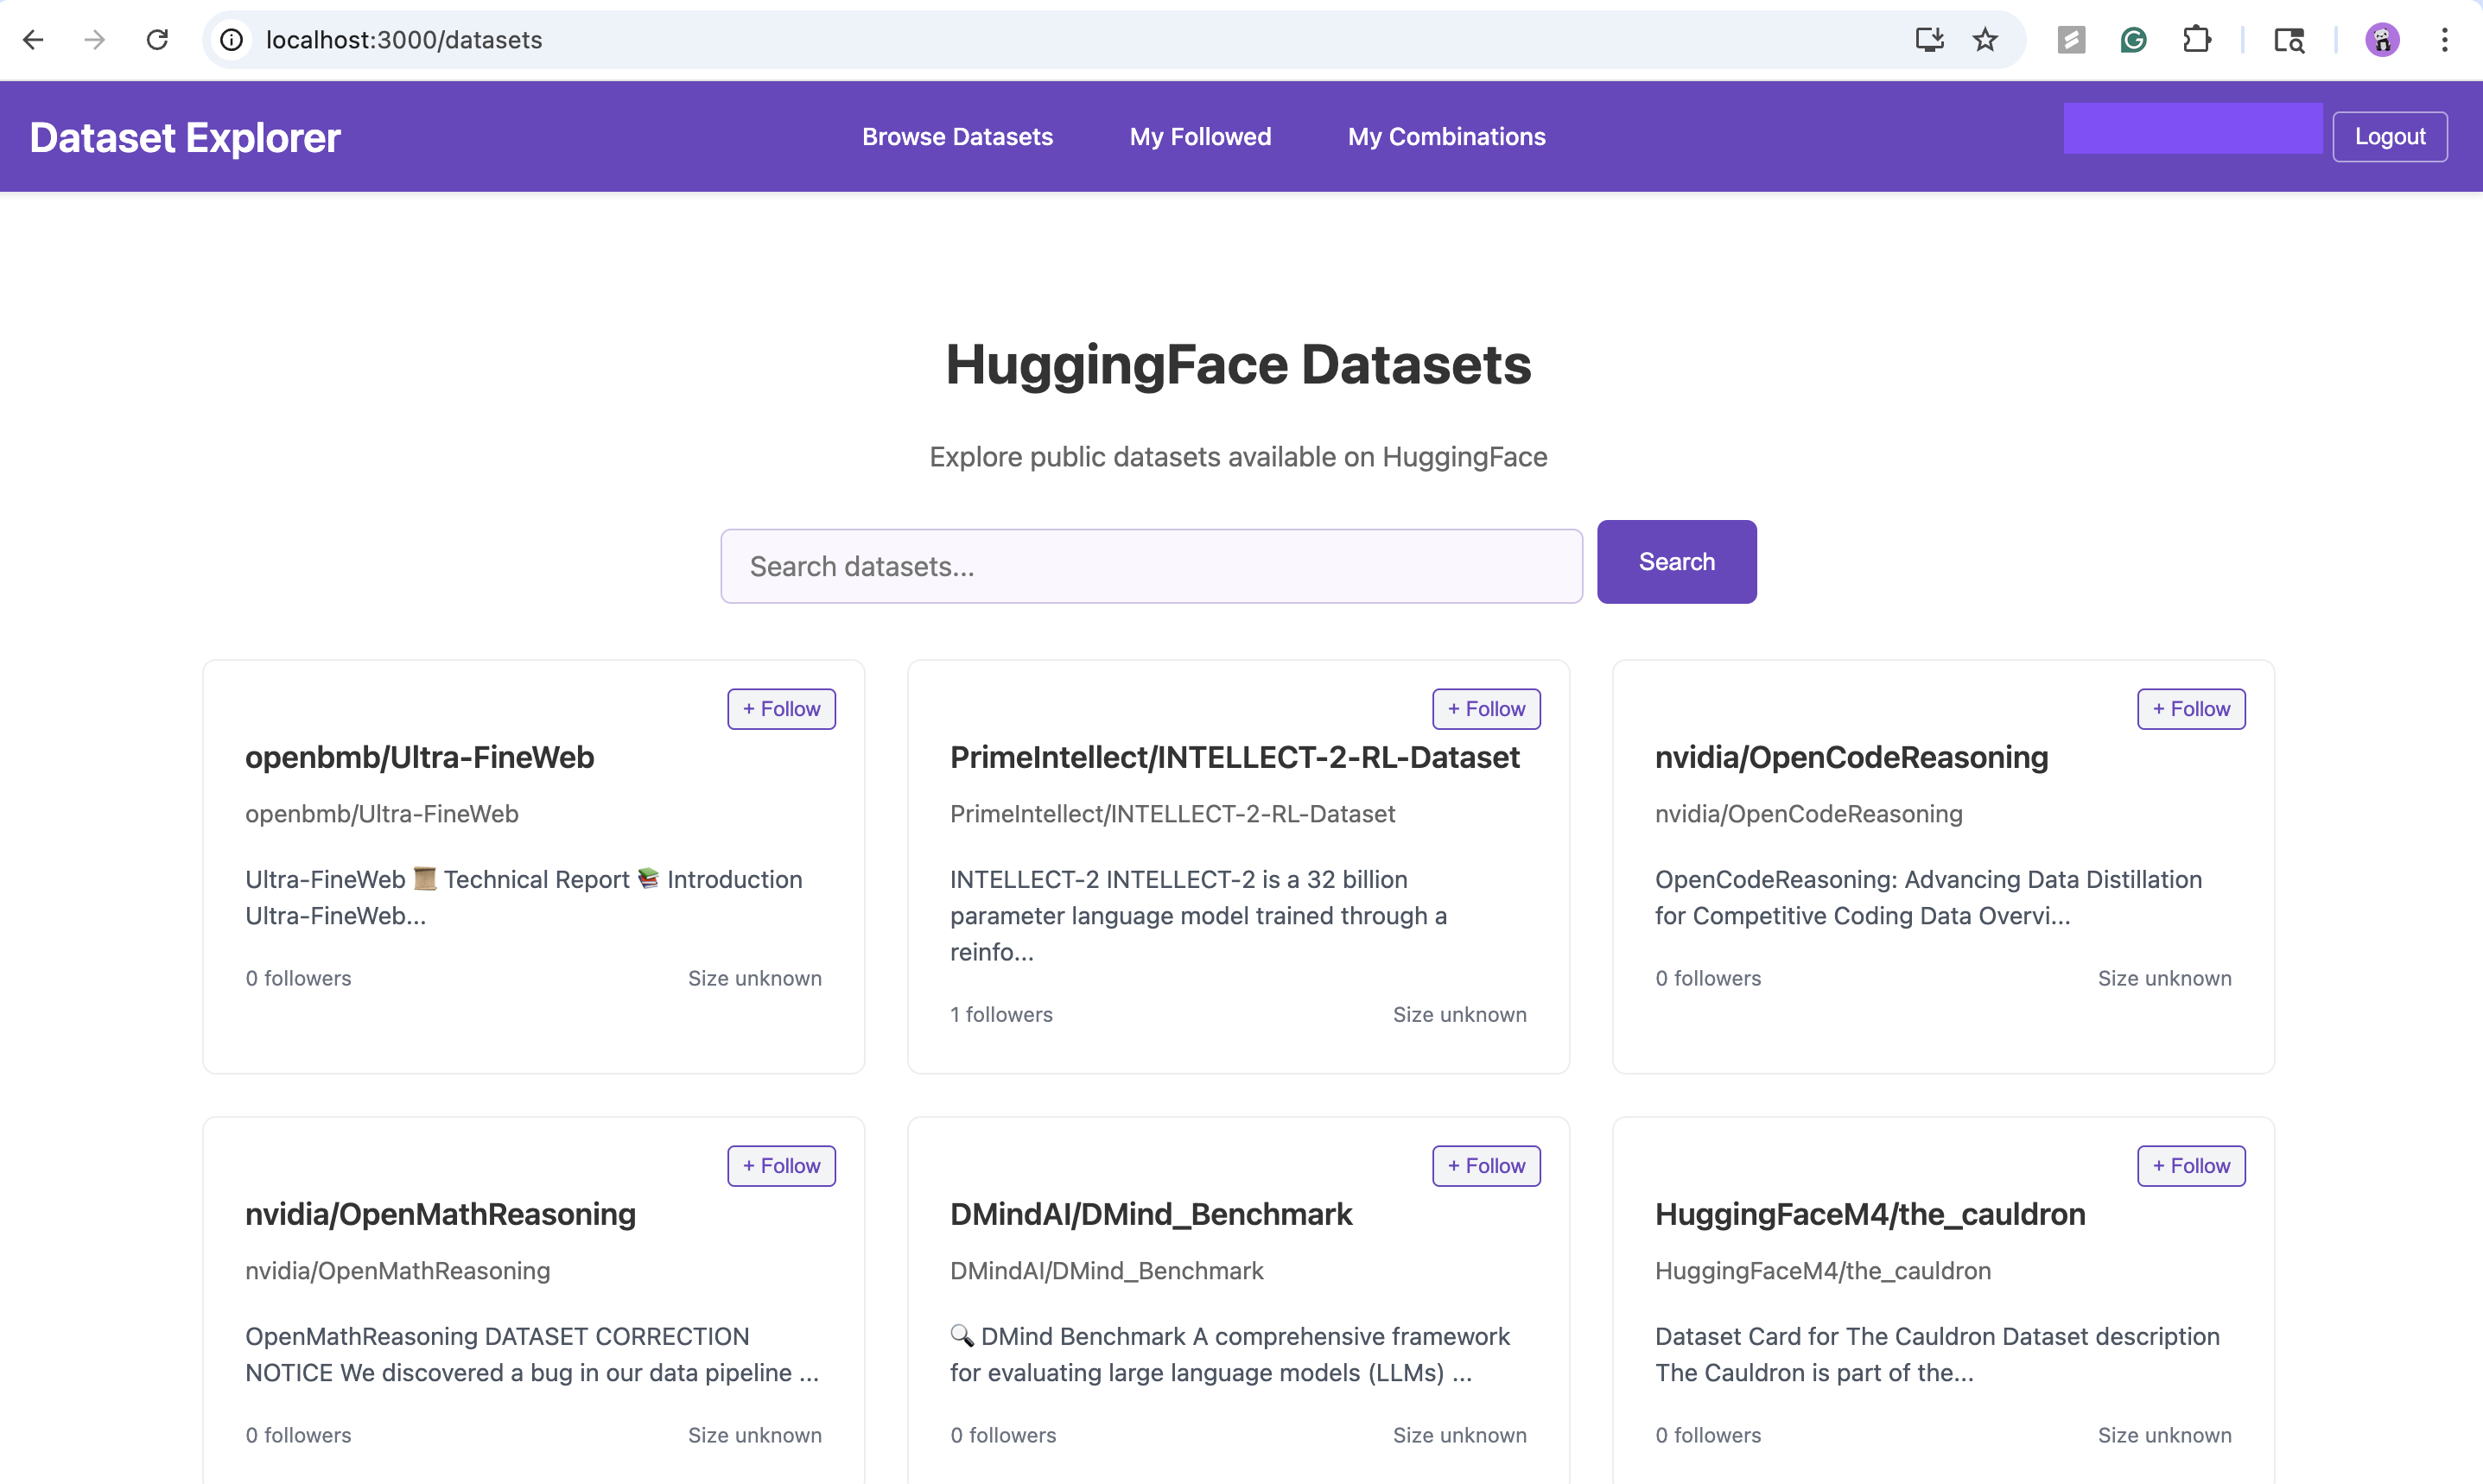 localhost:3000/datasets
Dataset Explorer
Browse Datasets
My Followed
My Combinations
Logout
HuggingFace Datasets
Explore public datasets available on HuggingFace
Search datasets...
Search
+ Follow
openbmb/Ultra-FineWeb
openbmb/Ultra-FineWeb
Ultra-FineWeb 📜 Technical Report 📚 Introduction
Ultra-FineWeb...
0 followers
Size unknown
+ Follow
PrimeIntellect/INTELLECT-2-RL-Dataset
PrimeIntellect/INTELLECT-2-RL-Dataset
INTELLECT-2 INTELLECT-2 is a 32 billion
parameter language model trained through a
reinfo...
1 followers
Size unknown
+ Follow
nvidia/OpenCodeReasoning
nvidia/OpenCodeReasoning
OpenCodeReasoning: Advancing Data Distillation
for Competitive Coding Data Overvi...
0 followers
Size unknown
+ Follow
nvidia/OpenMathReasoning
nvidia/OpenMathReasoning
OpenMathReasoning DATASET CORRECTION
NOTICE We discovered a bug in our data pipeline ...
0 followers
Size unknown
+ Follow
DMindAI/DMind_Benchmark
DMindAI/DMind_Benchmark
🔍 DMind Benchmark A comprehensive framework
for evaluating large language models (LLMs) ...
0 followers
Size unknown
+ Follow
HuggingFaceM4/the_cauldron
HuggingFaceM4/the_cauldron
Dataset Card for The Cauldron Dataset description
The Cauldron is part of the...
0 followers
Size unknown